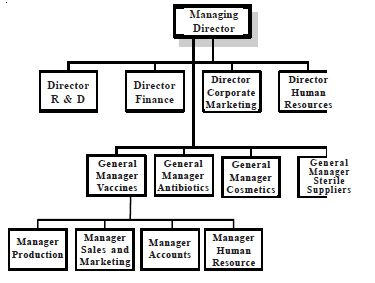 Managing
Director
Director
R & D
Director
Finance
Director
Corporate
Marketing
Director
Human
Resources
General
Manager
Vaccines
General
Manager
Antibiotics
General
Manager
Cosmetics
General
Manager
Sterile
Suppliers
Manager
Production
Manager
Sales and
Marketing
Manager
Accounts
Manager
Human
Resource